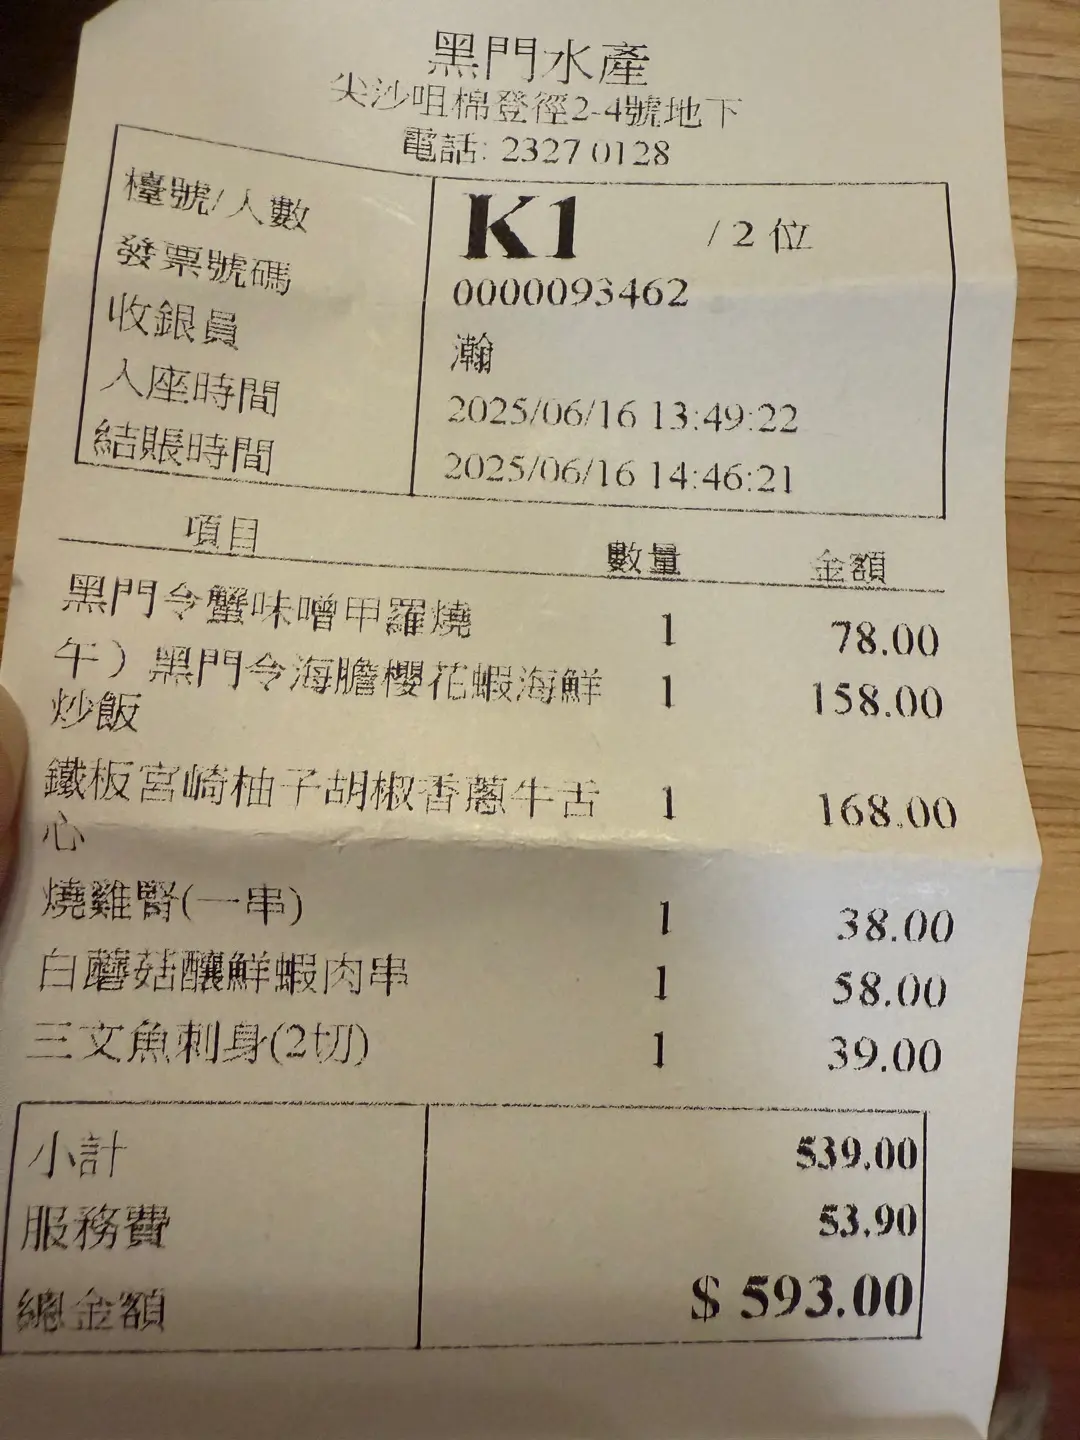 黑門水產
尖沙咀棉登徑2-4號地下
電話: 2327 0128
檯號/人數 K1 / 2 位
發票號碼 0000093462
收銀員 瀚
入座時間 2025/06/16 13:49:22
結賬時間 2025/06/16 14:46:21
項目 數量 金額
黑門令蟹味噌甲羅燒 1 78.00
午）黑門令海膽櫻花蝦海鮮 1 158.00
炒飯
鐵板宮崎柚子胡椒香蔥牛舌 1 168.00
心
燒雞腎(一串) 1 38.00
白蘑菇釀鮮蝦肉串 1 58.00
三文魚刺身(2切) 1 39.00
小計 539.00
服務費 53.90
總金額 $ 593.00